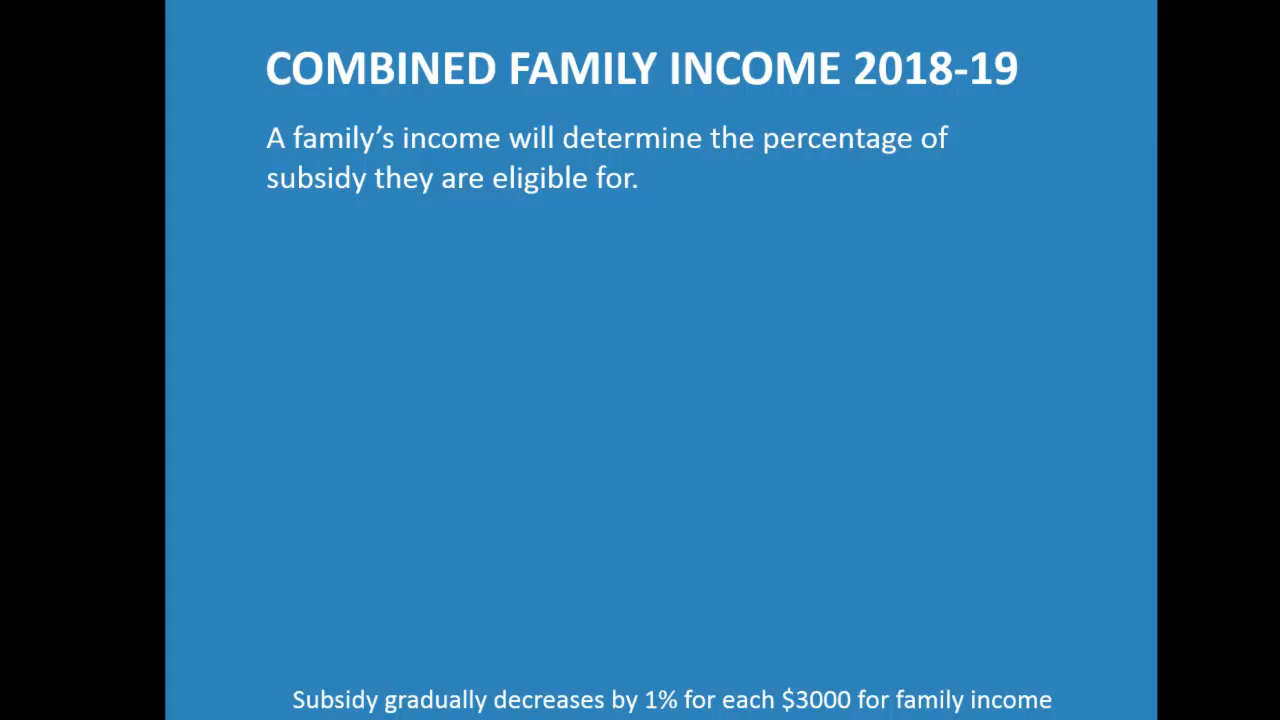 COMBINED FAMILY INCOME 2018-19
A family’s income will determine the percentage of
subsidy they are eligible for.
Subsidy gradually decreases by 1% for each $3000 for family income